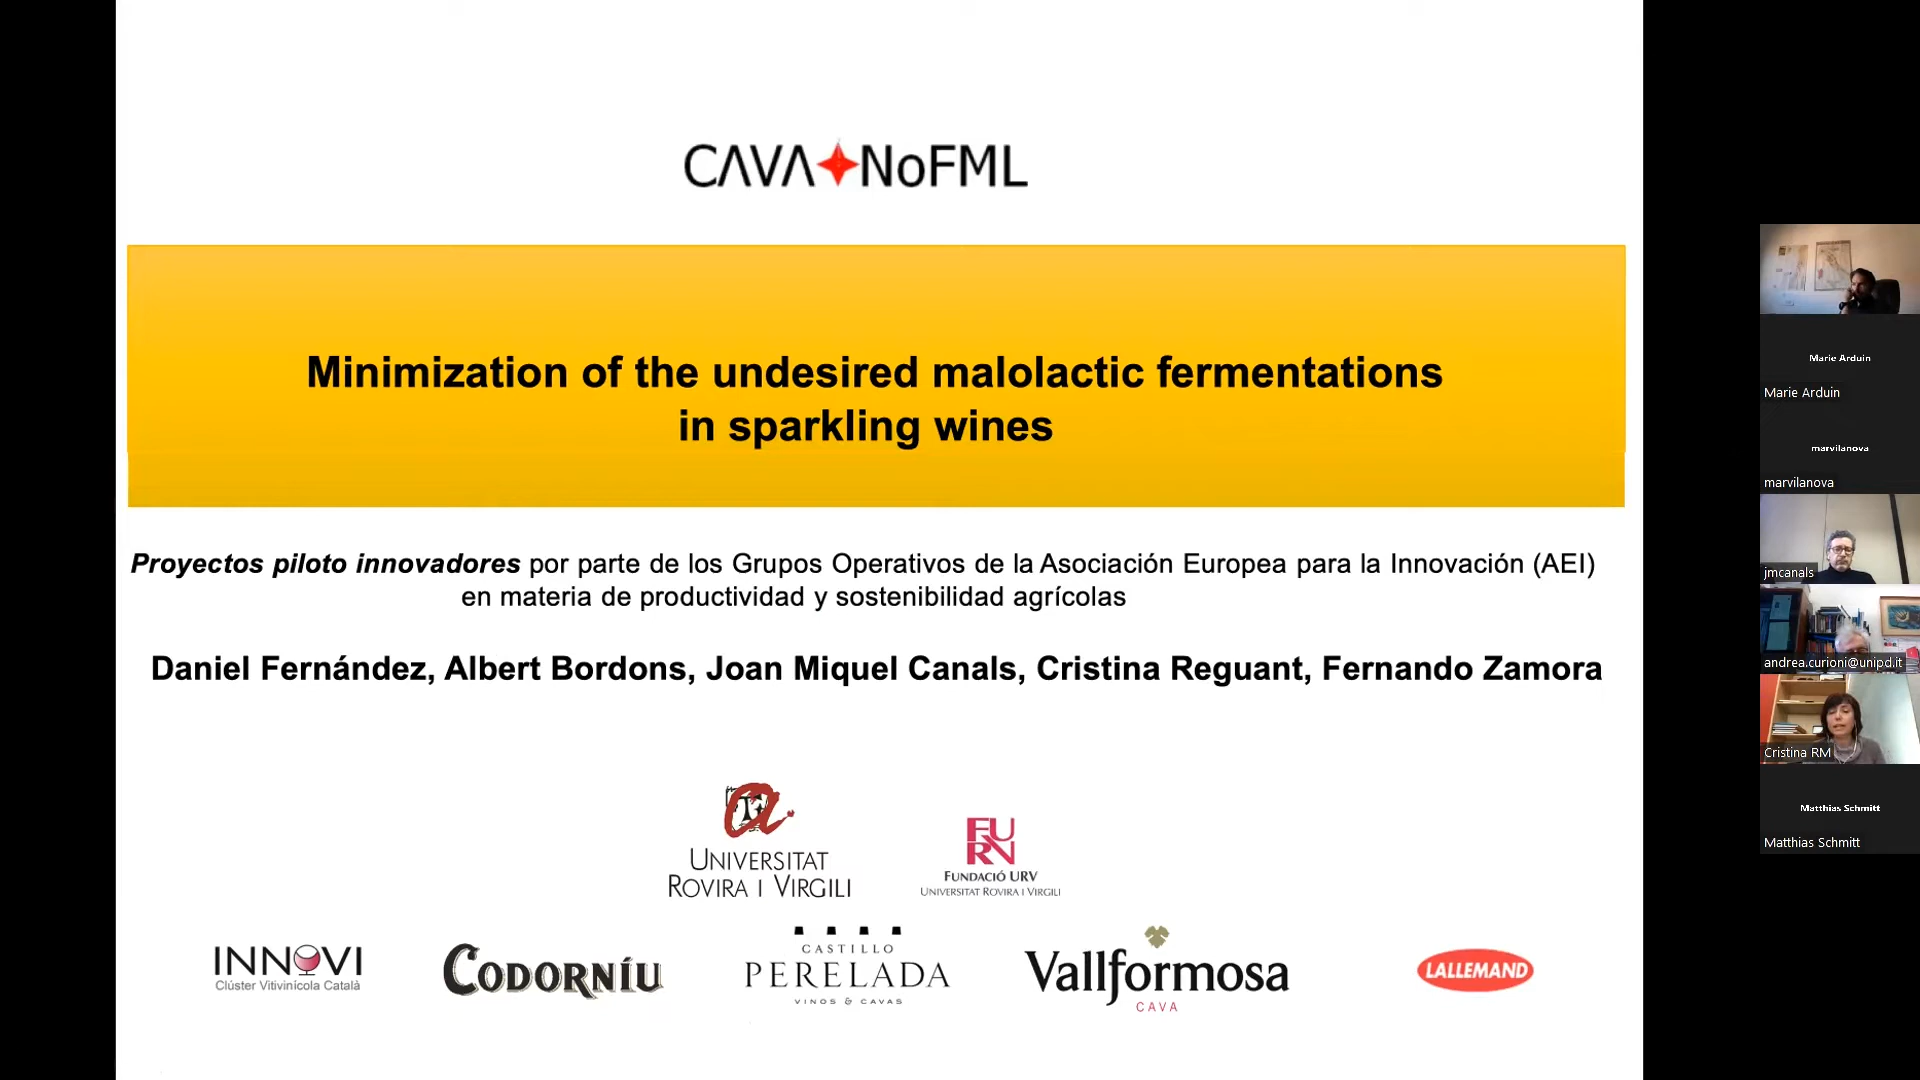 CAVA NoFML
Minimization of the undesired malolactic fermentations
in sparkling wines
Proyectos piloto innovadores por parte de los Grupos Operativos de la Asociación Europea para la Innovación (AEI)
en materia de productividad y sostenibilidad agrícolas
Daniel Fernández, Albert Bordons, Joan Miquel Canals, Cristina Reguant, Fernando Zamora
UNIVERSITAT
ROVIRA I VIRGILI
FURV
FUNDACIÓ URV
UNIVERSITAT ROVIRA I VIRGILI
INNOVI
Clúster Vitivinícola Català
CODORNÍU
CASTILLO
PERELADA
VINOS & CAVAS
Vallformosa
CAVA
LALLEMAND
Marie Arduin
Marie Arduin
marvilanova
marvilanova
jmcanals
andrea.curioni@unipd.it
Cristina RM
Matthias Schmitt
Matthias Schmitt